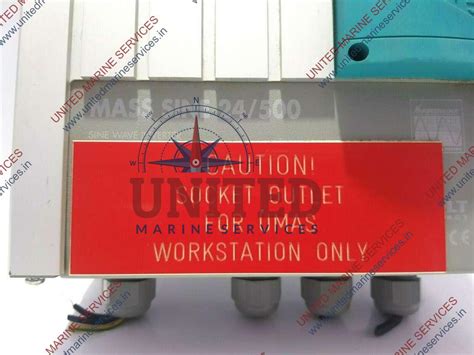 MASS SINE 24/500
SINE WAVE
CAUTION!
SOCKET OUTLET
FOR UMAS
WORKSTATION ONLY
UNITED
MARINE SERVICES
UNITED MARINE SERVICES
www.unitedmarineservices.in